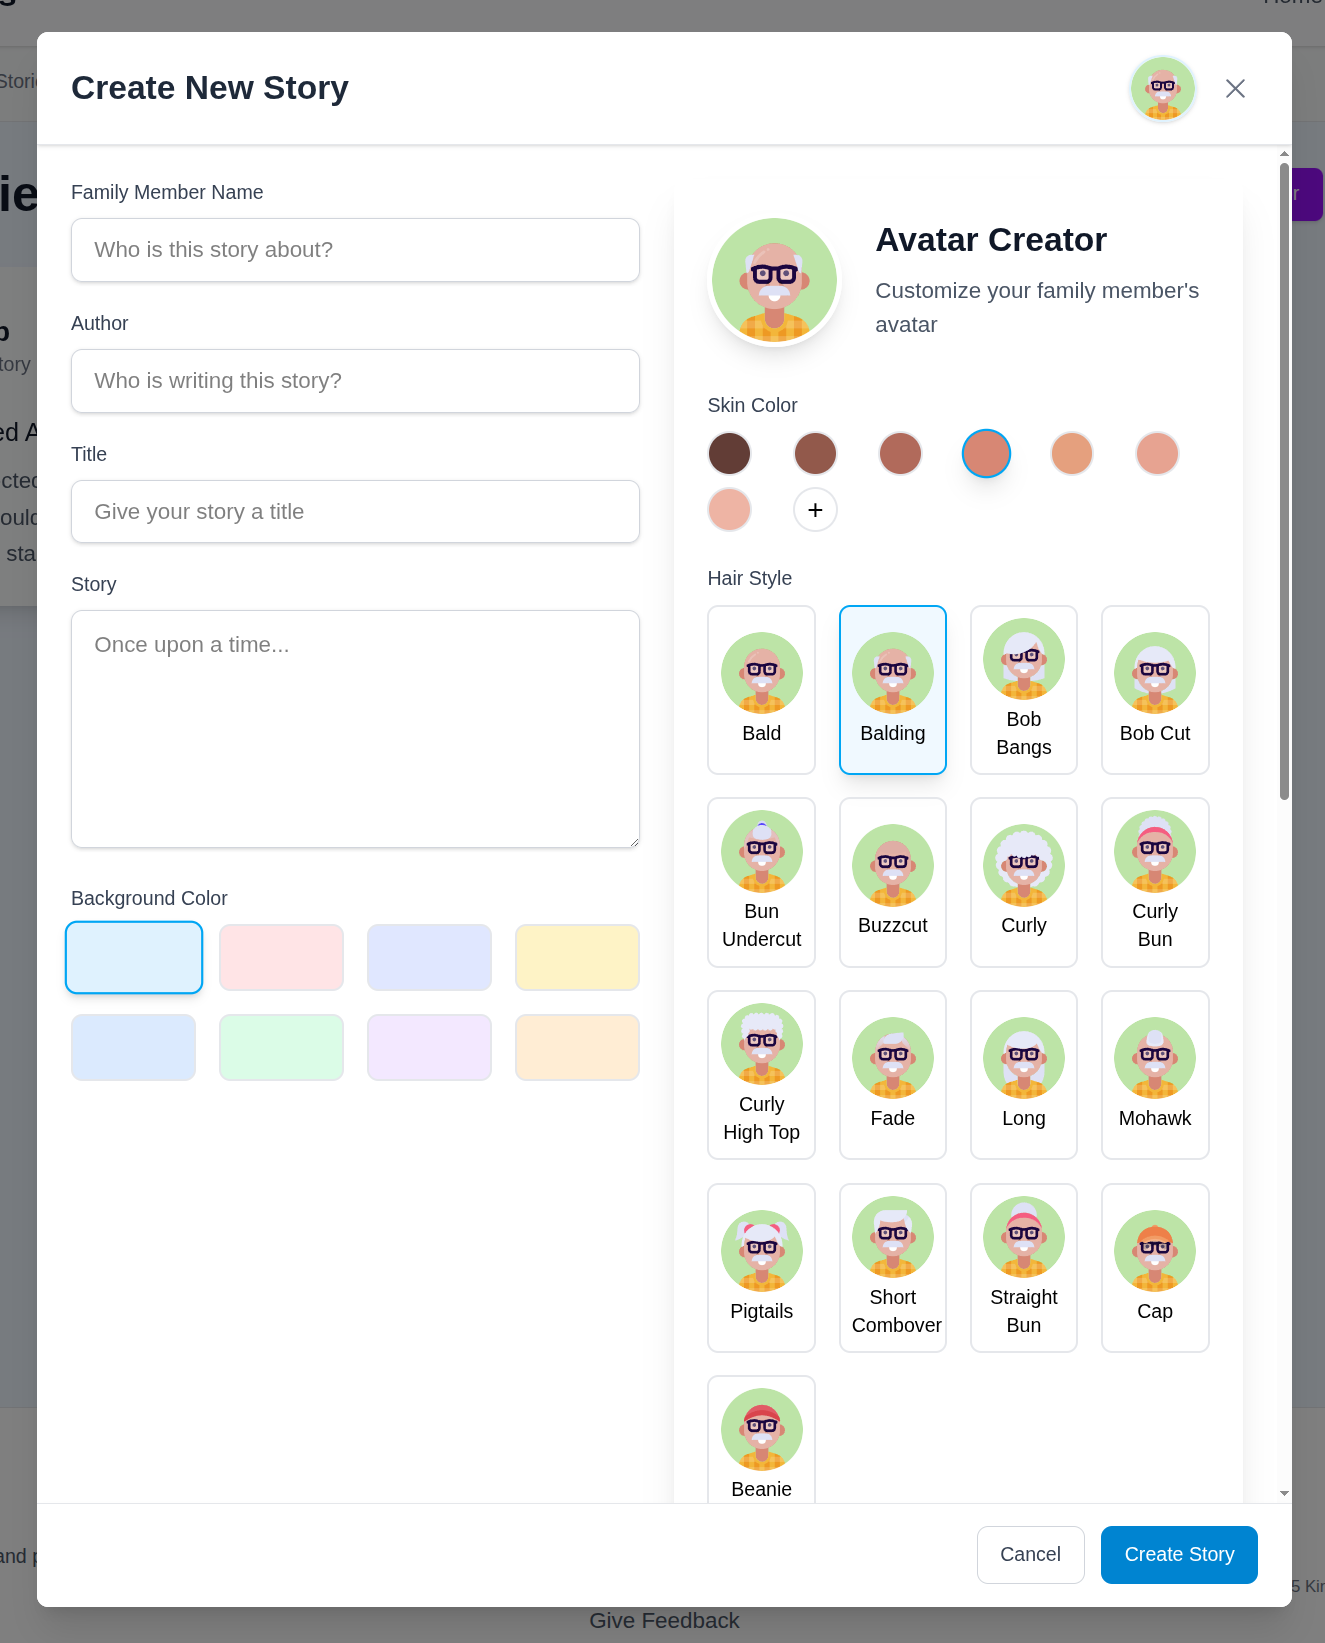 Create New Story
Family Member Name
Who is this story about?
Author
Who is writing this story?
Title
Give your story a title
Story
Once upon a time...
Background Color
Avatar Creator
Customize your family member's
avatar
Skin Color
+
Hair Style
Bald
Balding
Bob
Bangs
Bob Cut
Bun
Undercut
Buzzcut
Curly
Curly
Bun
Curly
High Top
Fade
Long
Mohawk
Pigtails
Short
Combover
Straight
Bun
Cap
Beanie
Cancel
Create Story
and
Give Feedback